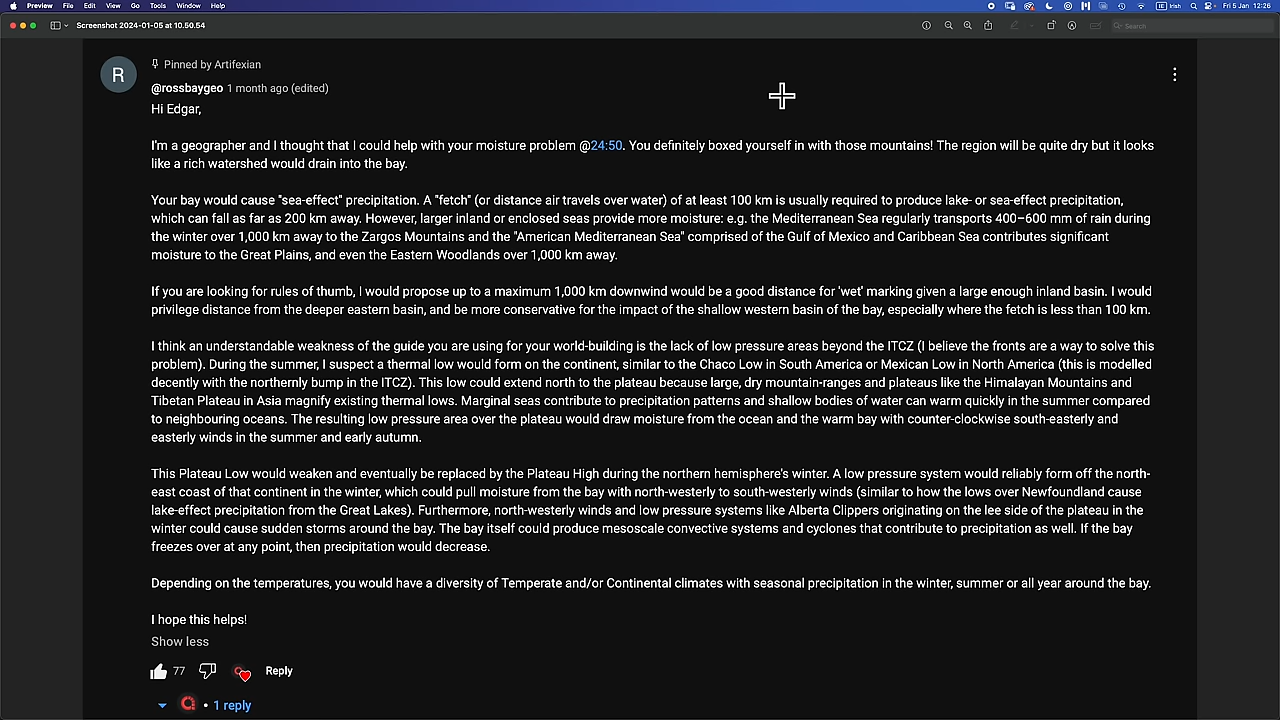 Preview File Edit View Go Tools Window Help Irish Fri 5 Jan 12:26
Screenshot 2024-01-05 at 10.50.54 Search
Pinned by Artifexian
R
@rossbaygeo 1 month ago (edited)
Hi Edgar,
I'm a geographer and I thought that I could help with your moisture problem @24:50. You definitely boxed yourself in with those mountains! The region will be quite dry but it looks
like a rich watershed would drain into the bay.
Your bay would cause "sea-effect" precipitation. A "fetch" (or distance air travels over water) of at least 100 km is usually required to produce lake- or sea-effect precipitation,
which can fall as far as 200 km away. However, larger inland or enclosed seas provide more moisture: e.g. the Mediterranean Sea regularly transports 400–600 mm of rain during
the winter over 1,000 km away to the Zargos Mountains and the "American Mediterranean Sea" comprised of the Gulf of Mexico and Caribbean Sea contributes significant
moisture to the Great Plains, and even the Eastern Woodlands over 1,000 km away.
If you are looking for rules of thumb, I would propose up to a maximum 1,000 km downwind would be a good distance for 'wet' marking given a large enough inland basin. I would
privilege distance from the deeper eastern basin, and be more conservative for the impact of the shallow western basin of the bay, especially where the fetch is less than 100 km.
I think an understandable weakness of the guide you are using for your world-building is the lack of low pressure areas beyond the ITCZ (I believe the fronts are a way to solve this
problem). During the summer, I suspect a thermal low would form on the continent, similar to the Chaco Low in South America or Mexican Low in North America (this is modelled
decently with the northernly bump in the ITCZ). This low could extend north to the plateau because large, dry mountain-ranges and plateaus like the Himalayan Mountains and
Tibetan Plateau in Asia magnify existing thermal lows. Marginal seas contribute to precipitation patterns and shallow bodies of water can warm quickly in the summer compared
to neighbouring oceans. The resulting low pressure area over the plateau would draw moisture from the ocean and the warm bay with counter-clockwise south-easterly and
easterly winds in the summer and early autumn.
This Plateau Low would weaken and eventually be replaced by the Plateau High during the northern hemisphere's winter. A low pressure system would reliably form off the north-
east coast of that continent in the winter, which could pull moisture from the bay with north-westerly to south-westerly winds (similar to how the lows over Newfoundland cause
lake-effect precipitation from the Great Lakes). Furthermore, north-westerly winds and low pressure systems like Alberta Clippers originating on the lee side of the plateau in the
winter could cause sudden storms around the bay. The bay itself could produce mesoscale convective systems and cyclones that contribute to precipitation as well. If the bay
freezes over at any point, then precipitation would decrease.
Depending on the temperatures, you would have a diversity of Temperate and/or Continental climates with seasonal precipitation in the winter, summer or all year around the bay.
I hope this helps!
Show less
77 Reply
• 1 reply